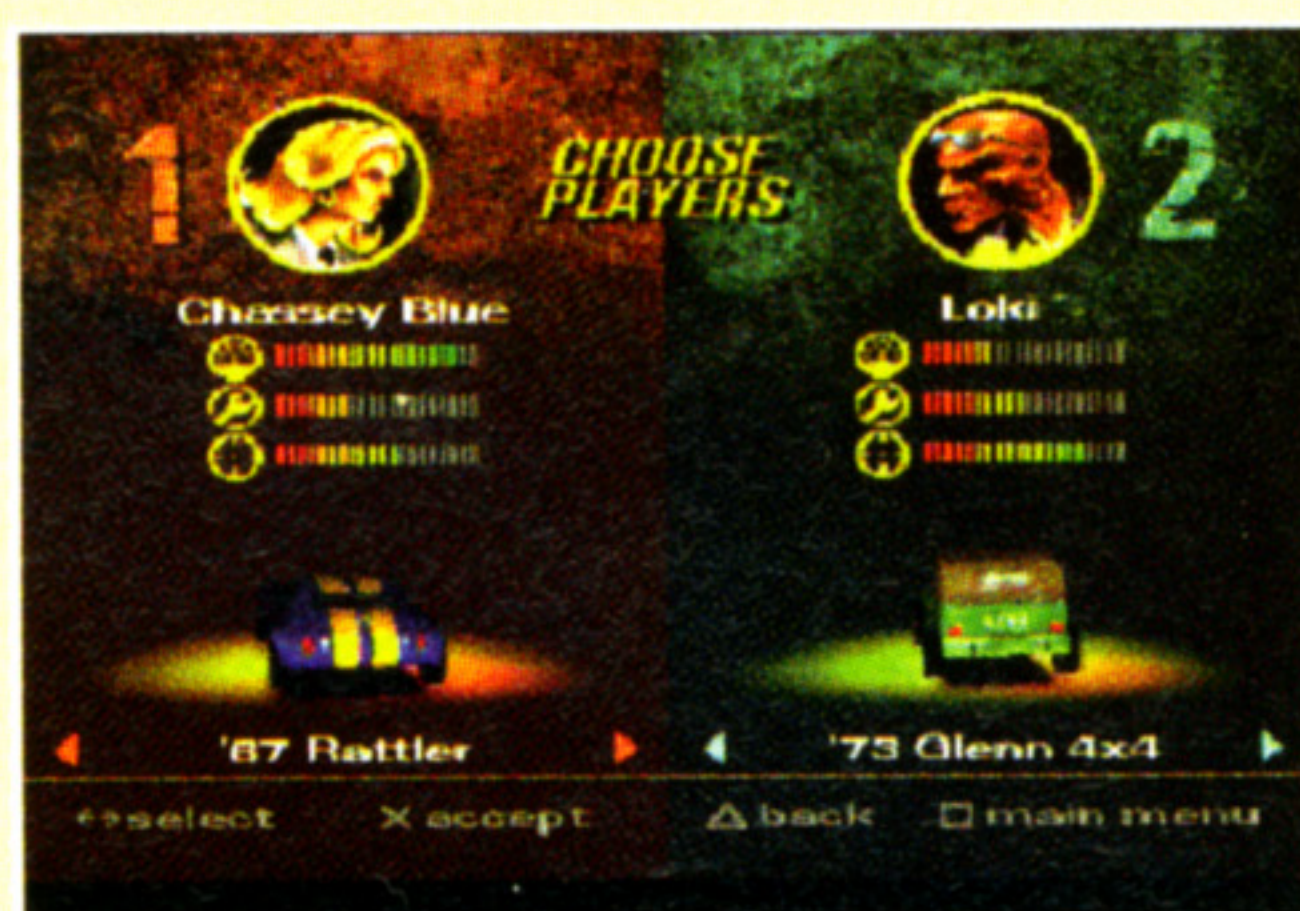 1
CHOOSE
PLAYERS
2
Chassey Blue
Loki
'67 Rattler
'73 Glenn 4x4
select
X accept
△ back
□ main menu